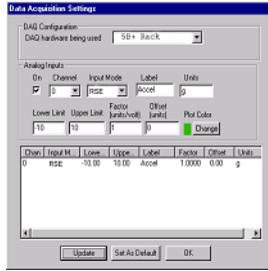 Data Acquisition Settings
DAQ Configuration
DAQ hardware being used 5B+ Rack
Analog Inputs
On Channel Input Mode Label Units
0 RSE Accel g
Lower Limit Upper Limit Factor (units/volt) Offset (units) Plot Color
-10 10 1 0 Change
Chan Input M... Lowe... Uppe... Label Factor Offset Units
0 RSE -10.00 10.00 Accel 1.0000 0.00 g
Update Set As Default OK